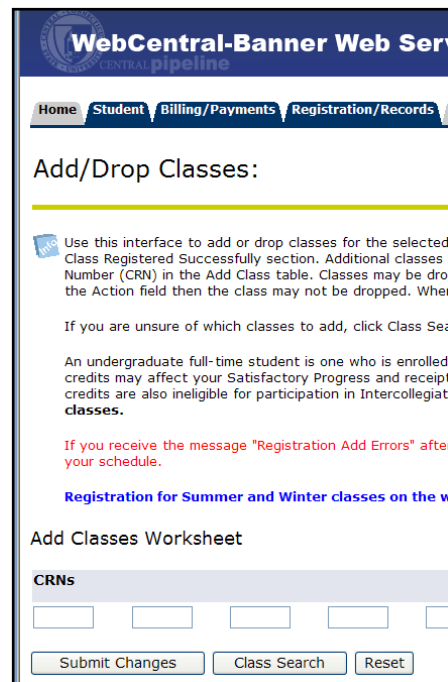 WebCentral-Banner Web Ser
CENTRAL pipeline
Home Student Billing/Payments Registration/Records
Add/Drop Classes:
Info
Use this interface to add or drop classes for the selected
Class Registered Successfully section. Additional classes
Number (CRN) in the Add Class table. Classes may be dro
the Action field then the class may not be dropped. Whe
If you are unsure of which classes to add, click Class Sea
An undergraduate full-time student is one who is enrolled
credits may affect your Satisfactory Progress and receipt
credits are also ineligible for participation in Intercollegiat
classes.
If you receive the message "Registration Add Errors" afte
your schedule.
Registration for Summer and Winter classes on the w
Add Classes Worksheet
CRNs
Submit Changes Class Search Reset